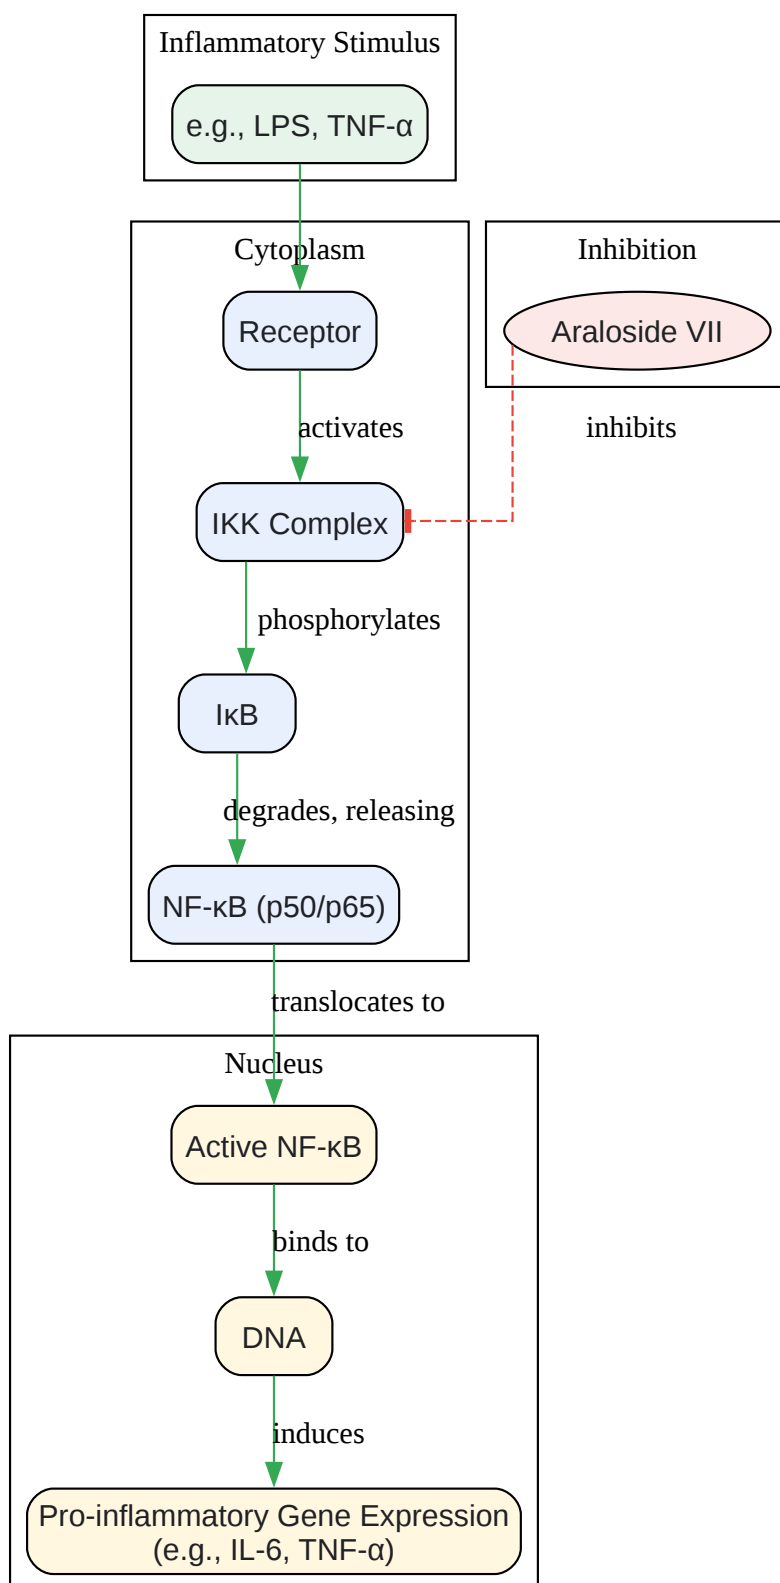 Inflammatory Stimulus
e.g., LPS, TNF-α
Cytoplasm
Inhibition
Receptor
Araloside VII
activates
inhibits
IKK Complex
phosphorylates
IκB
degrades, releasing
NF-κB (p50/p65)
translocates to
Nucleus
Active NF-κB
binds to
DNA
induces
Pro-inflammatory Gene Expression
(e.g., IL-6, TNF-α)